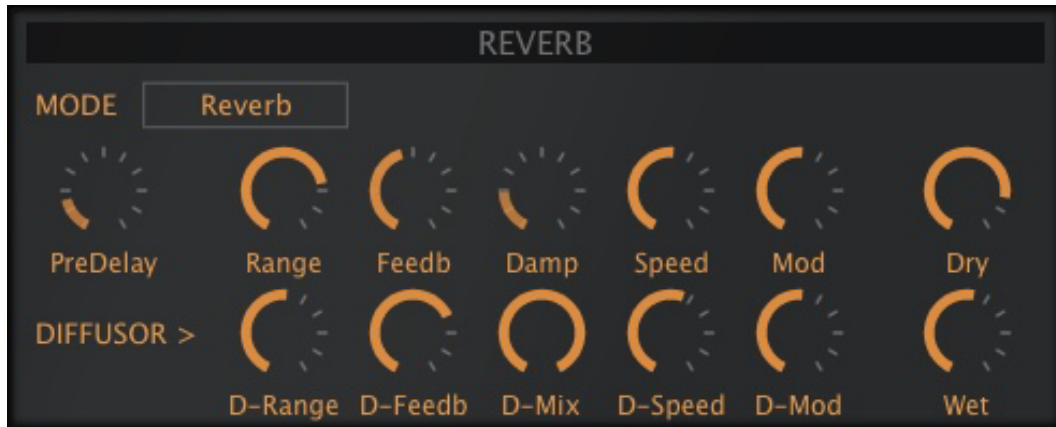 REVERB
MODE Reverb
PreDelay Range Feedb Damp Speed Mod Dry
DIFFUSOR >
D-Range D-Feedb D-Mix D-Speed D-Mod Wet